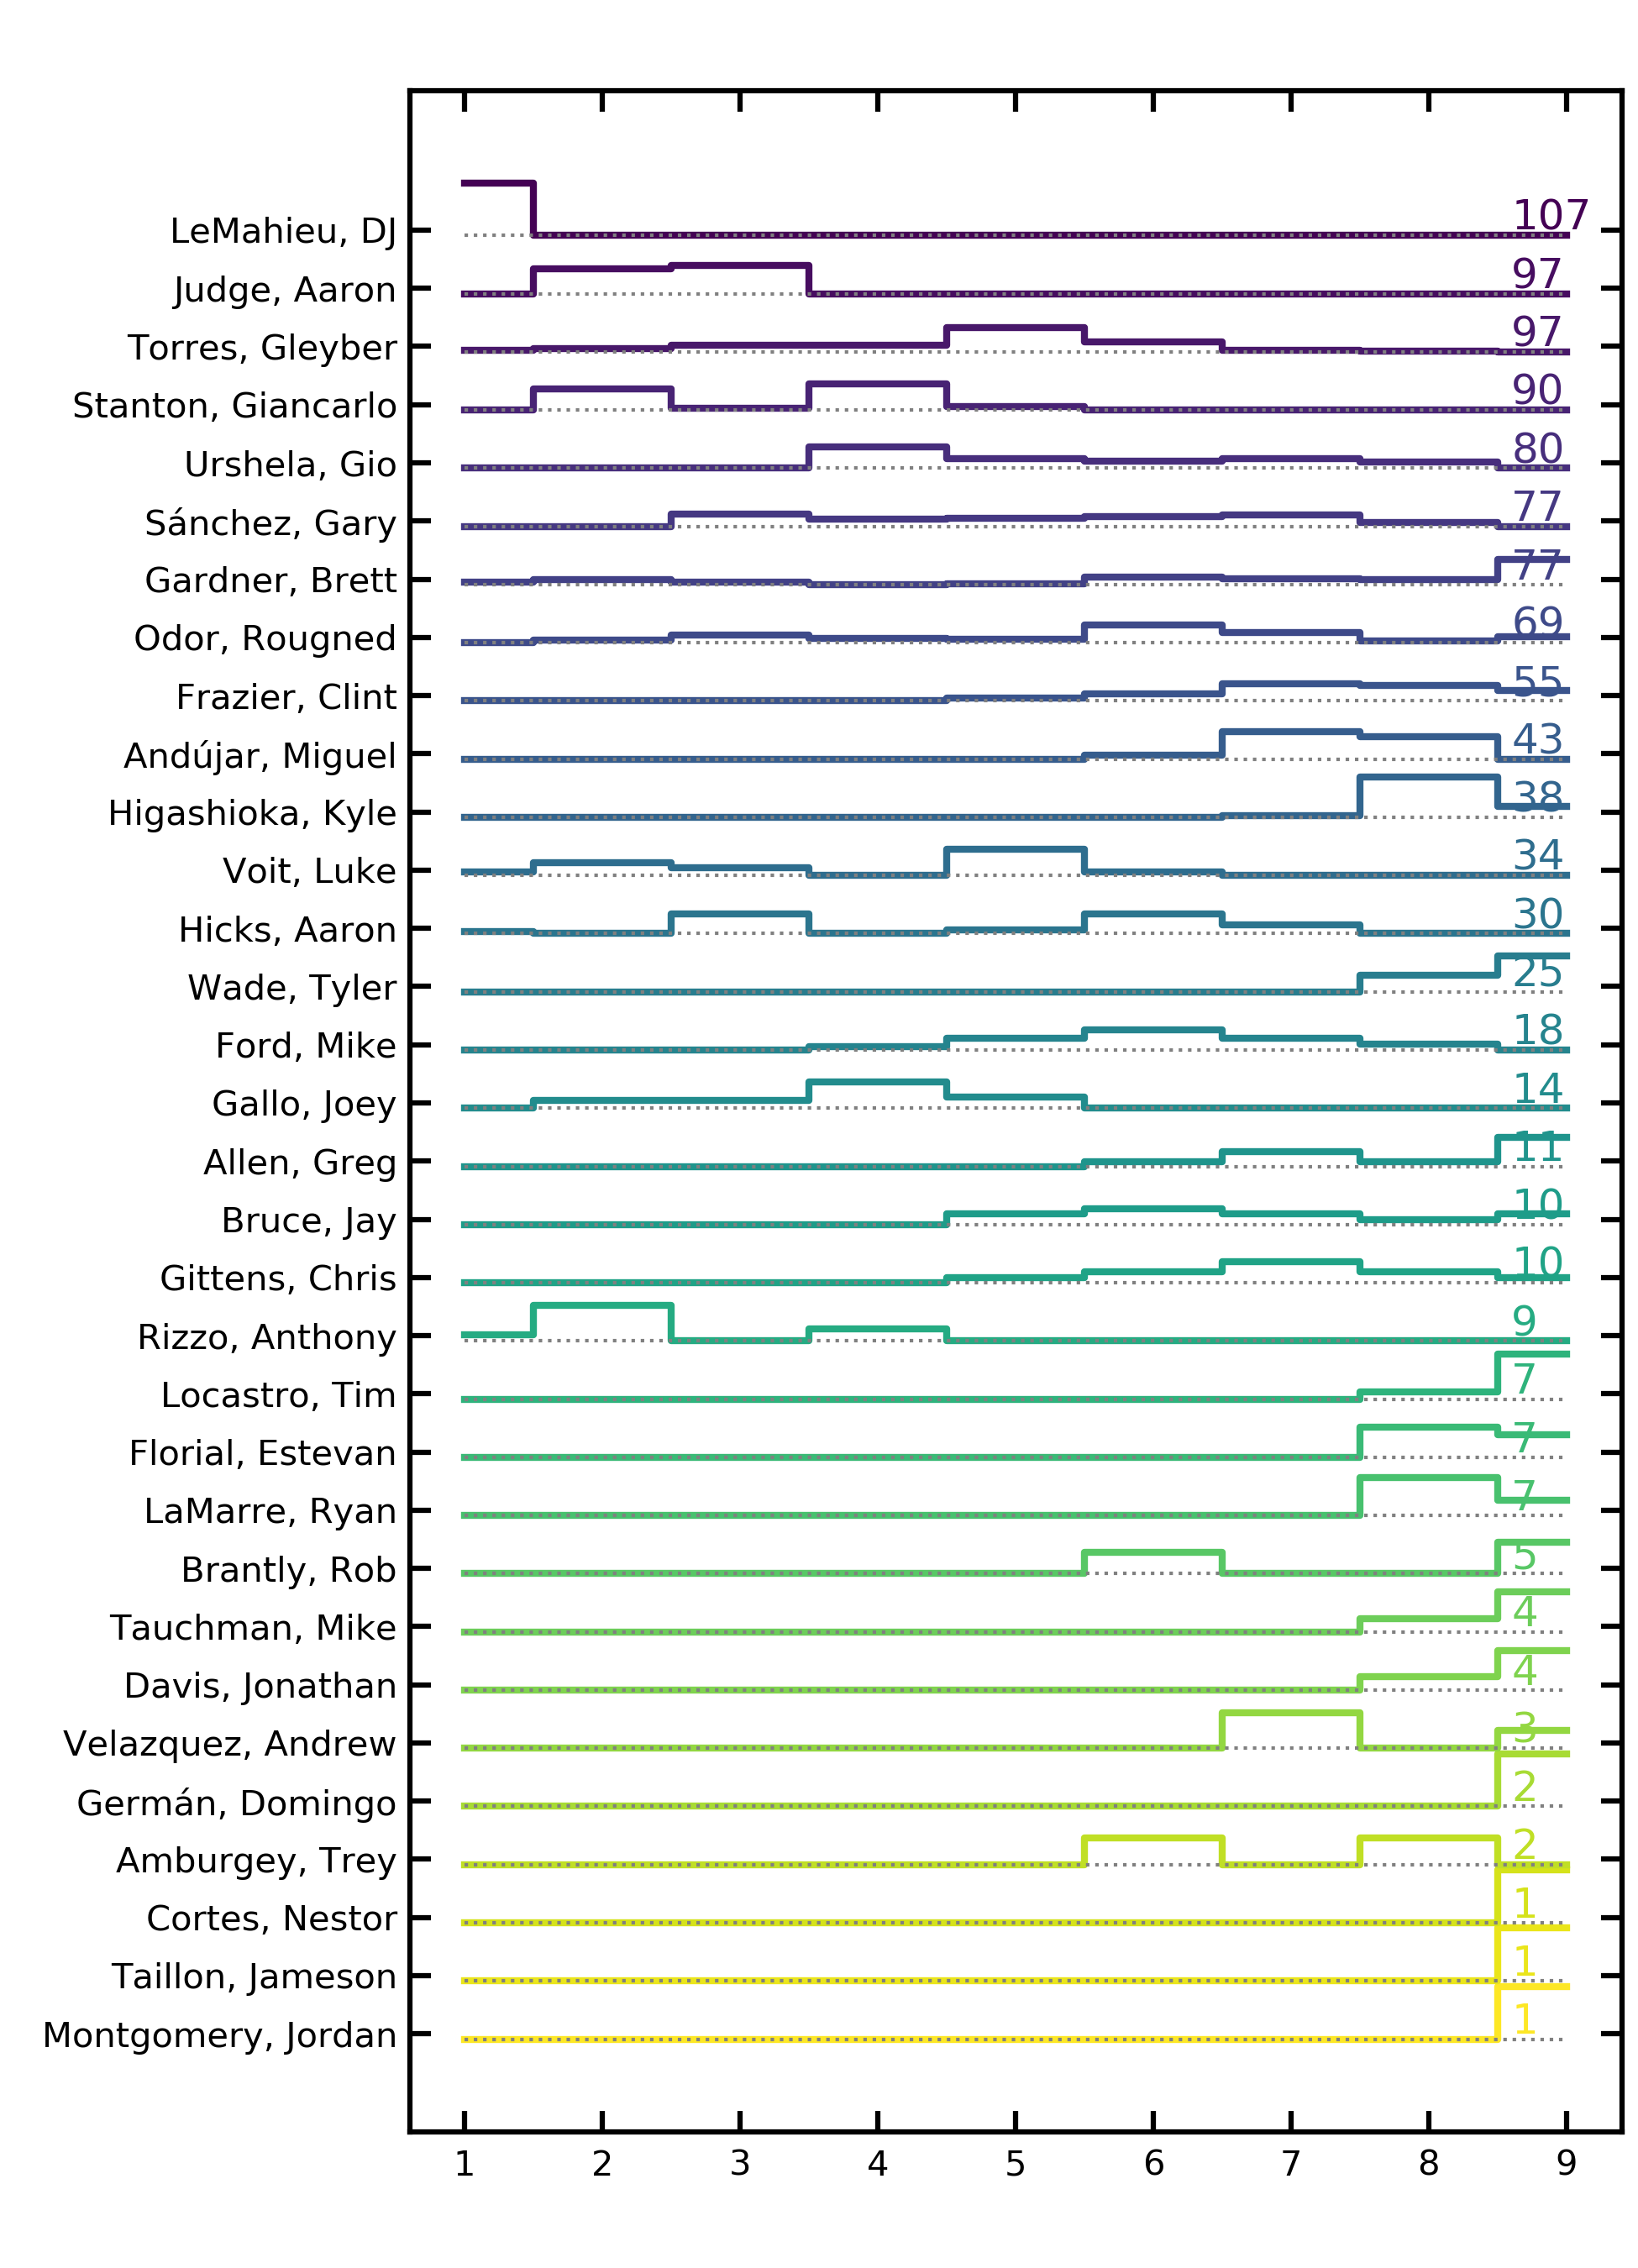 LeMahieu, DJ 107
Judge, Aaron 97
Torres, Gleyber 97
Stanton, Giancarlo 90
Urshela, Gio 80
Sánchez, Gary 77
Gardner, Brett 77
Odor, Rougned 69
Frazier, Clint 55
Andújar, Miguel 43
Higashioka, Kyle 38
Voit, Luke 34
Hicks, Aaron 30
Wade, Tyler 25
Ford, Mike 18
Gallo, Joey 14
Allen, Greg 11
Bruce, Jay 10
Gittens, Chris 10
Rizzo, Anthony 9
Locastro, Tim 7
Florial, Estevan 7
LaMarre, Ryan 7
Brantly, Rob 5
Tauchman, Mike 4
Davis, Jonathan 4
Velazquez, Andrew 3
Germán, Domingo 2
Amburgey, Trey 2
Cortes, Nestor 1
Taillon, Jameson 1
Montgomery, Jordan 1
1 2 3 4 5 6 7 8 9